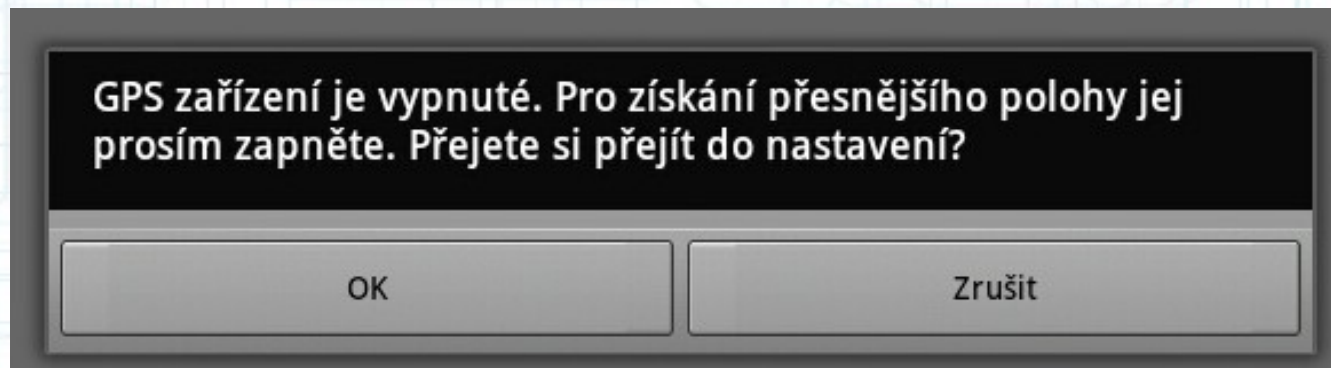 GPS zařízení je vypnuté. Pro získání přesnějšího polohy jej
prosím zapněte. Přejete si přejít do nastavení?
OK
Zrušit